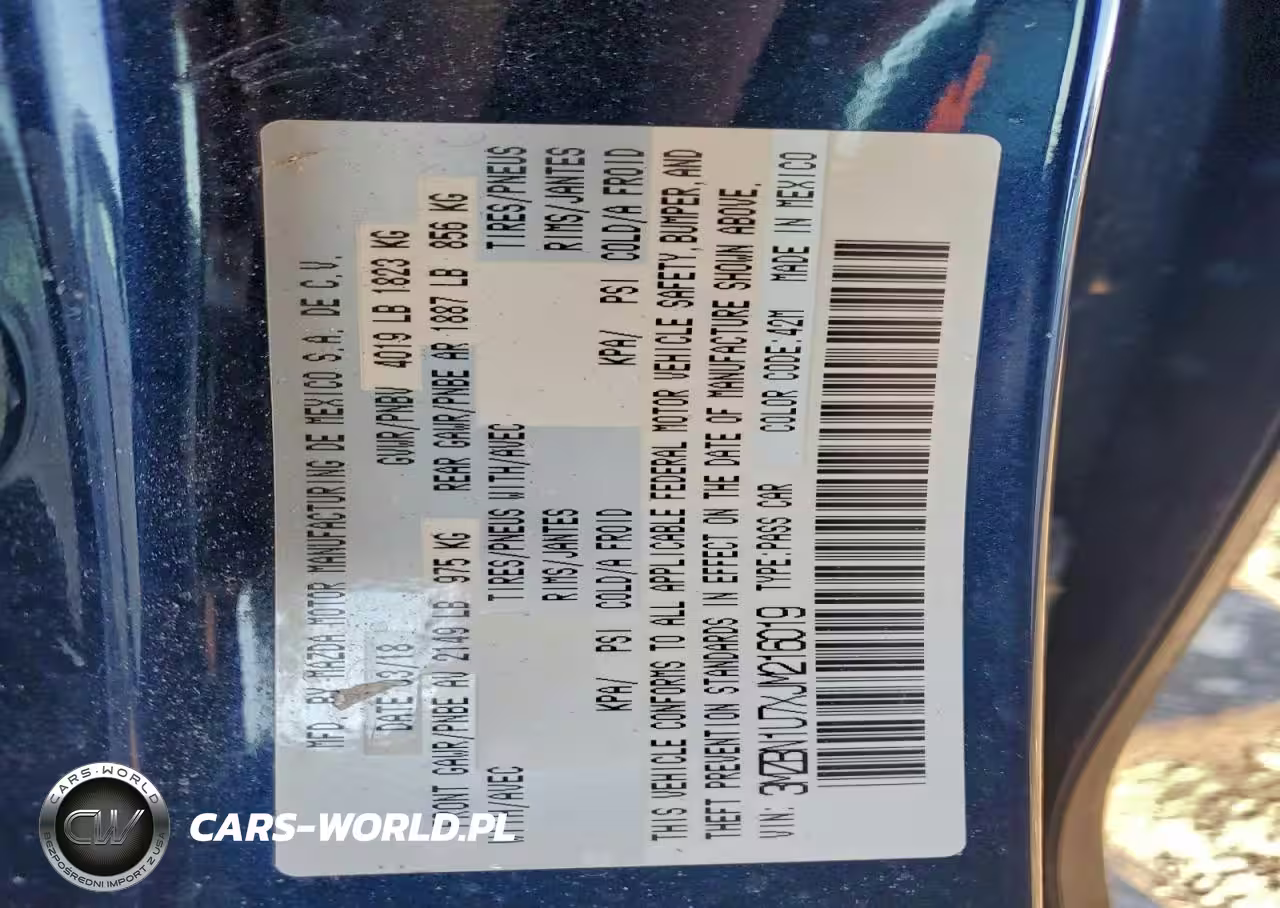 MFD. BY MAZDA MOTOR MANUFACTURING DE MEXICO S.A. DE C.V.
DATE 03/18 GVWR/PNBV 4019 LB 1823 KG
FRONT GAWR/PNBE AV 2149 LB 975 KG REAR GAWR/PNBE AR 1887 LB 856 KG
WITH/AVEC TIRES/PNEUS WITH/AVEC TIRES/PNEUS
RIMS/JANTES RIMS/JANTES
KPA/ PSI COLD/A FROID KPA/ PSI COLD/A FROID
THIS VEHICLE CONFORMS TO ALL APPLICABLE FEDERAL MOTOR VEHICLE SAFETY, BUMPER, AND
THEFT PREVENTION STANDARDS IN EFFECT ON THE DATE OF MANUFACTURE SHOWN ABOVE.
VIN: 3MZBN1U7XJM216019 TYPE:PASS CAR COLOR CODE:42M MADE IN MEXICO
CARS-WORLD
CW
BEZPOŚREDNI IMPORT Z USA
CARS-WORLD.PL